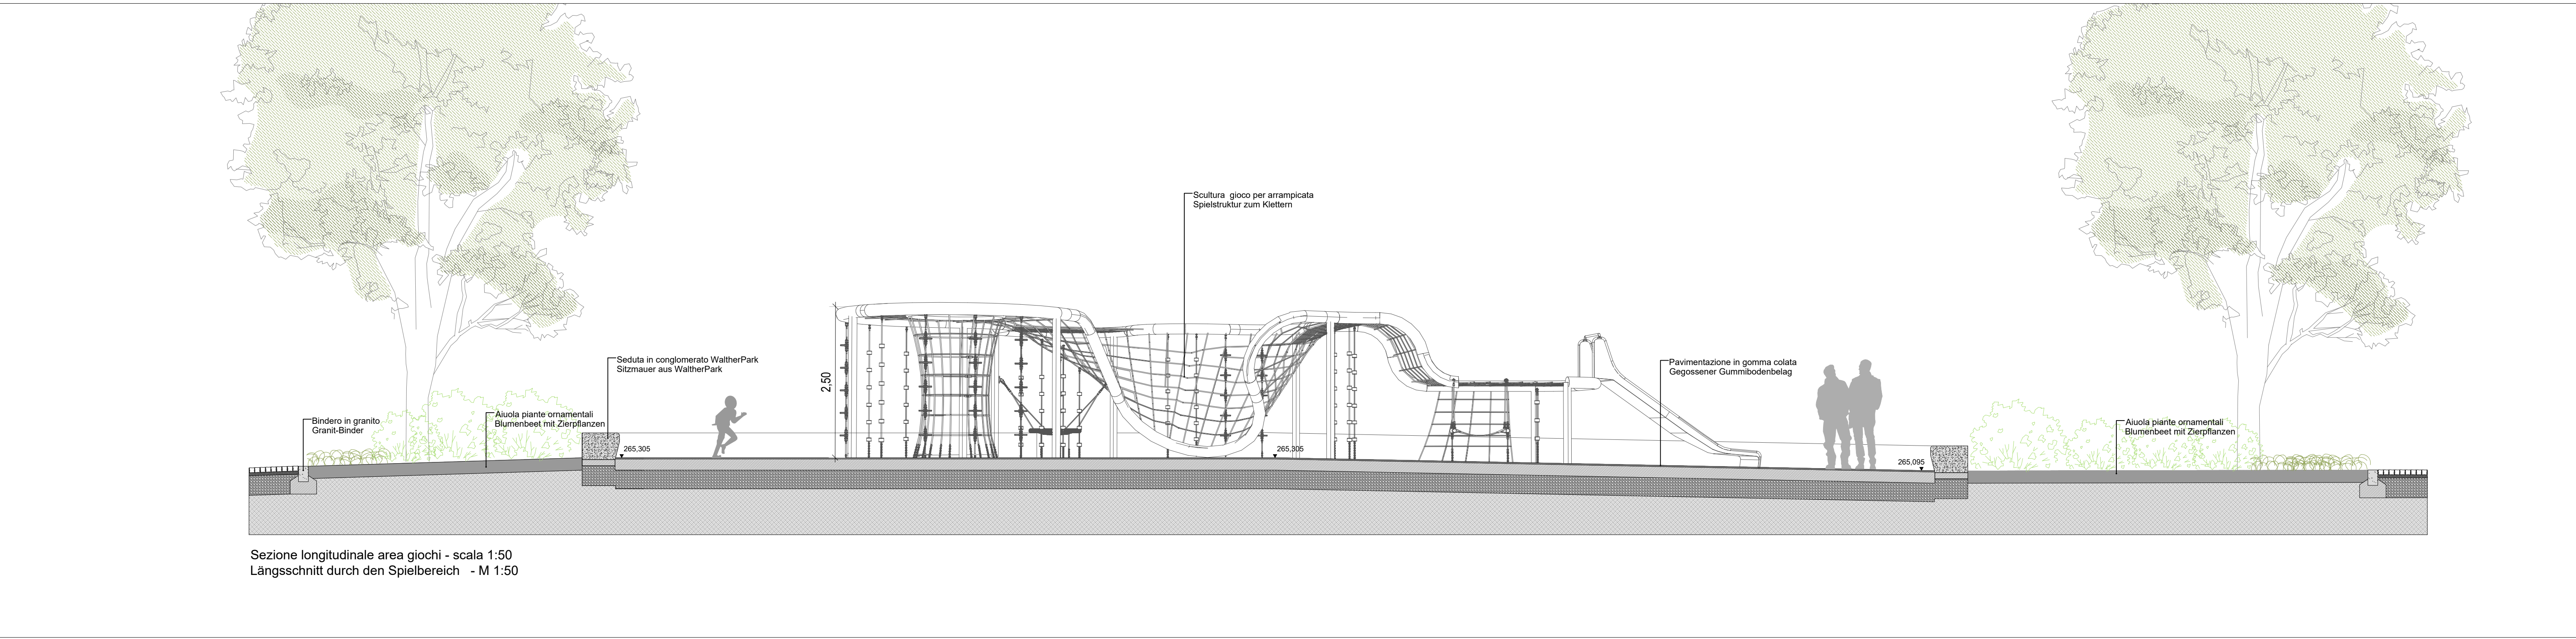 Scultura gioco per arrampicata
Spielstruktur zum Klettern
Seduta in conglomerato WaltherPark
Sitzmauer aus WaltherPark
Pavimentazione in gomma colata
Gegossener Gummibodenbelag
2,50
Bindero in granito
Granit-Binder
Aiuola piante ornamentali
Blumenbeet mit Zierpflanzen
Aiuola piante ornamentali
Blumenbeet mit Zierpflanzen
265,305
265,305
265,095
Sezione longitudinale area giochi - scala 1:50
Längsschnitt durch den Spielbereich - M 1:50